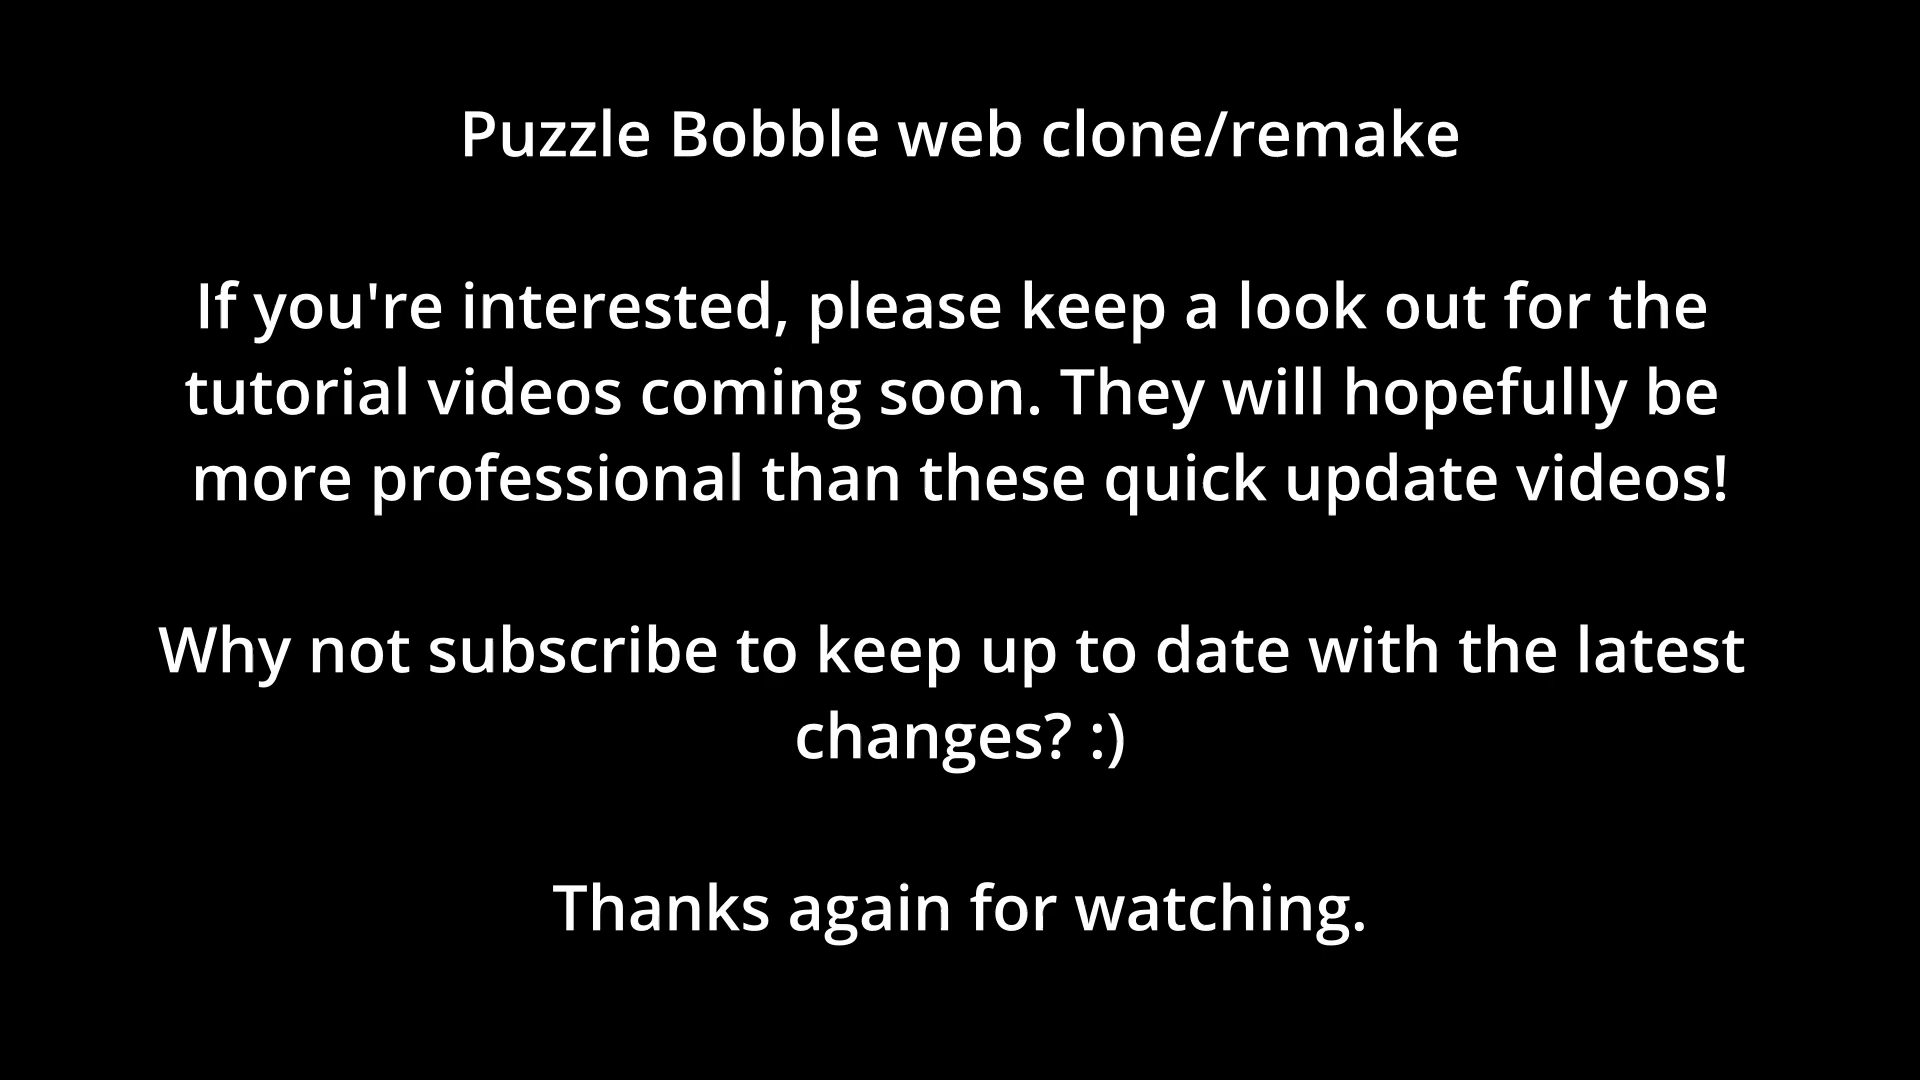 Puzzle Bobble web clone/remake
If you're interested, please keep a look out for the
tutorial videos coming soon. They will hopefully be
more professional than these quick update videos!
Why not subscribe to keep up to date with the latest
changes? :)
Thanks again for watching.